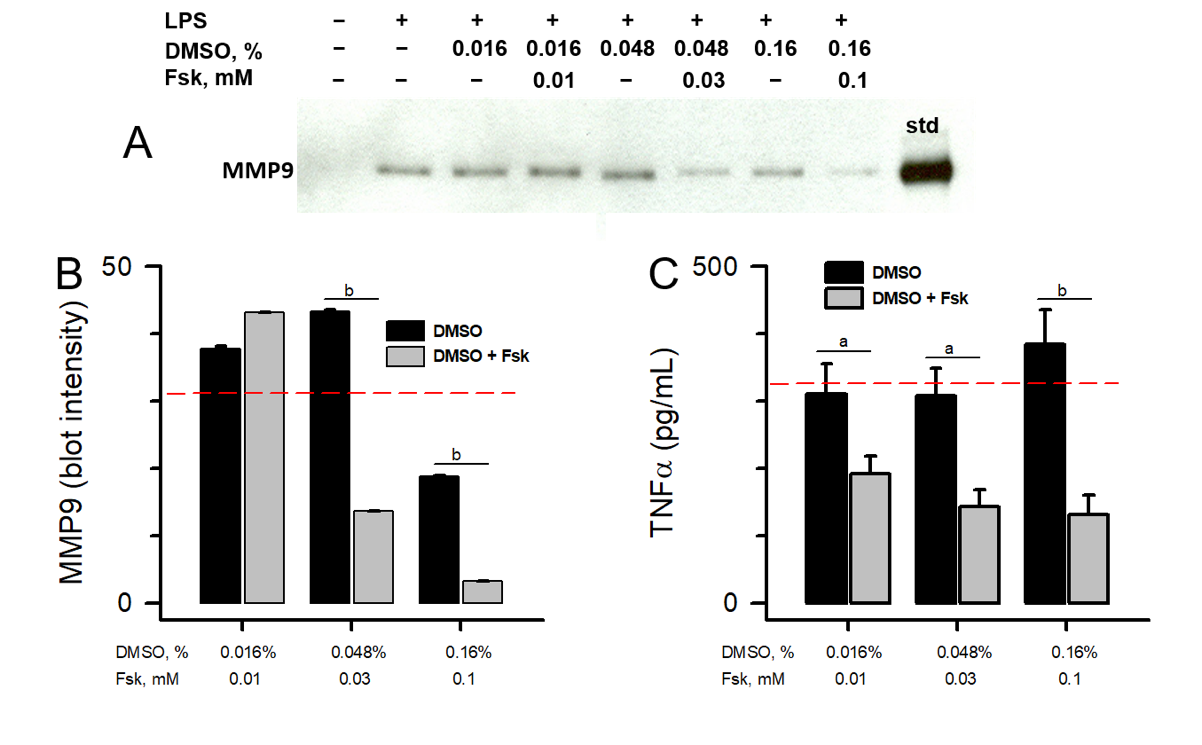 LPS – + + + + + + +
DMSO, % – – 0.016 0.016 0.048 0.048 0.16 0.16
Fsk, mM – – – 0.01 – 0.03 – 0.1
A
std
MMP9
B
50
MMP9 (blot intensity)
0
b
b
DMSO
DMSO + Fsk
DMSO, % 0.016% 0.048% 0.16%
Fsk, mM 0.01 0.03 0.1
C
500
TNFα (pg/mL)
0
DMSO
DMSO + Fsk
a
a
b
DMSO, % 0.016% 0.048% 0.16%
Fsk, mM 0.01 0.03 0.1